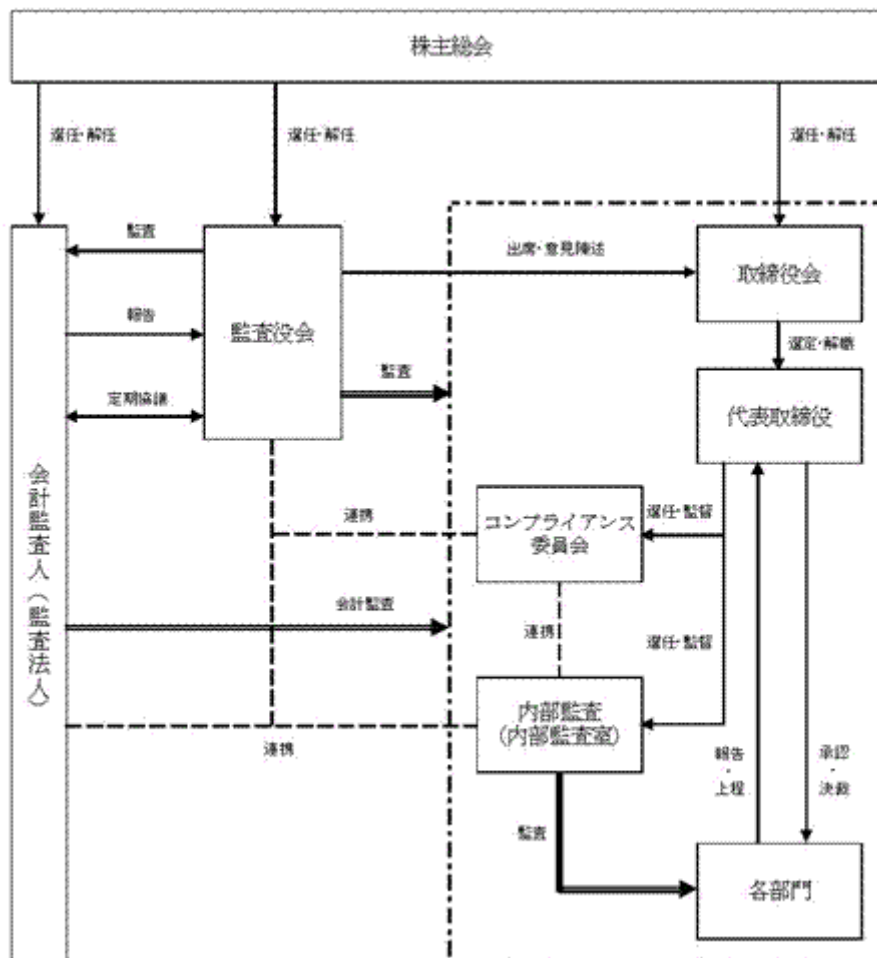 株主総会
選任・解任
選任・解任
選任・解任
監査
出席・意見陳述
取締役会
報告
監査役会
選定・解職
監査
定期協議
代表取締役
会計監査人（監査法人）
連携
コンプライアンス
委員会
選任・監督
会計監査
連携
選任・監督
内部監査
（内部監査室）
連携
報告・上程
承認・決裁
監査
各部門